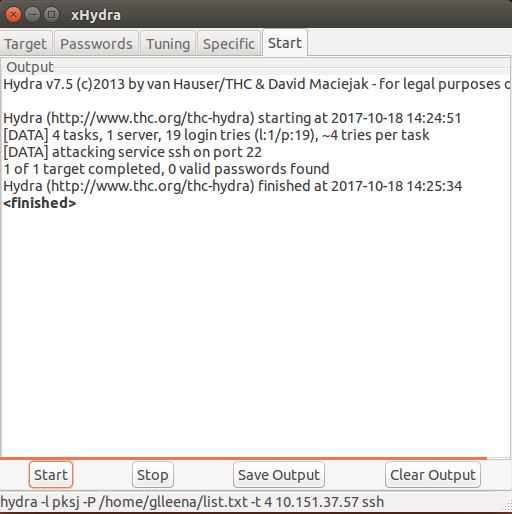 xHydra
Target Passwords Tuning Specific Start
Output
Hydra v7.5 (c)2013 by van Hauser/THC & David Maciejak - for legal purposes o
Hydra (http://www.thc.org/thc-hydra) starting at 2017-10-18 14:24:51
[DATA] 4 tasks, 1 server, 19 login tries (l:1/p:19), ~4 tries per task
[DATA] attacking service ssh on port 22
1 of 1 target completed, 0 valid passwords found
Hydra (http://www.thc.org/thc-hydra) finished at 2017-10-18 14:25:34
<finished>
Start Stop Save Output Clear Output
hydra -l pksj -P /home/glleena/list.txt -t 4 10.151.37.57 ssh